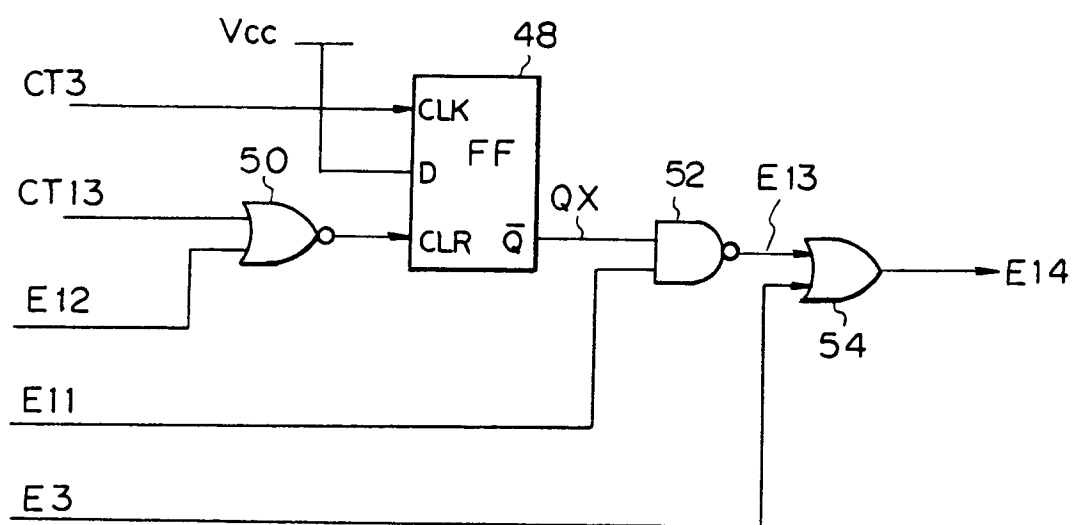 Vcc
48
CT3
CLK
FF
D
50
CT13
CLR
Q̅
QX
52
E13
E14
54
E12
E11
E3